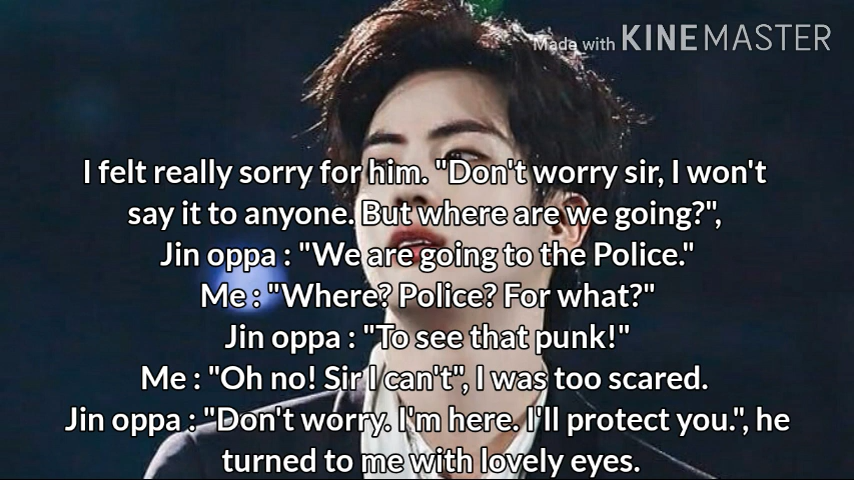 Made with KINEMASTER
I felt really sorry for him. "Don't worry sir, I won't
say it to anyone. But where are we going?",
Jin oppa : "We are going to the Police."
Me : "Where? Police? For what?"
Jin oppa : "To see that punk!"
Me : "Oh no! Sir I can't", I was too scared.
Jin oppa : "Don't worry. I'm here. I'll protect you.", he
turned to me with lovely eyes.